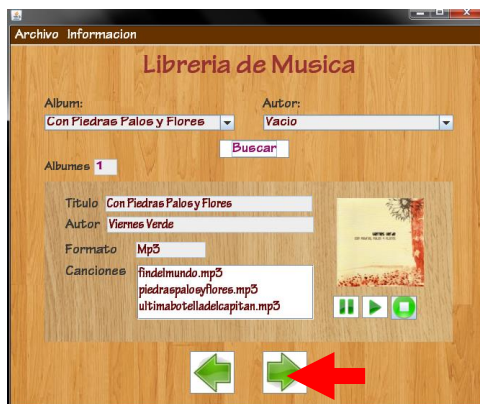 Archivo Informacion
Libreria de Musica
Album: Autor:
Con Piedras Palos y Flores Vacio
Buscar
Albumes 1
Titulo Con Piedras Palos y Flores
Autor Viernes Verde
Formato Mp3
Canciones findelmundo.mp3
piedraspalosyflores.mp3
ultimabotelladelcapitan.mp3